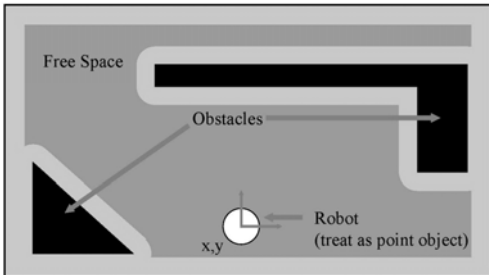 Free Space
Obstacles
Robot
(treat as point object)
x,y